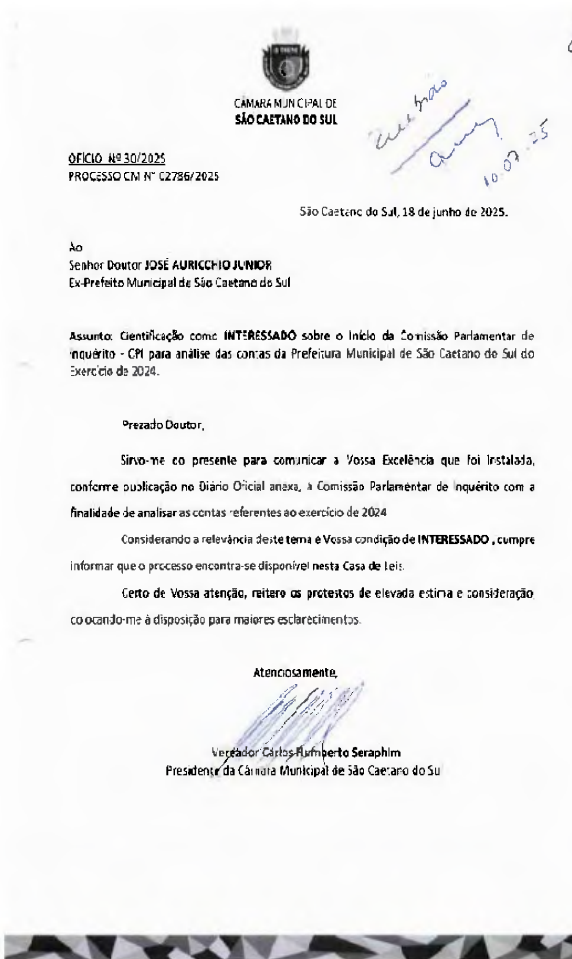 CÂMARA MUNICIPAL DE
SÃO CAETANO DO SUL
Recebido
10.07.25
OFÍCIO Nº 30/2025
PROCESSO CM Nº 02786/2025
São Caetano do Sul, 18 de junho de 2025.
Ao
Senhor Doutor JOSÉ AURICCHIO JUNIOR
Ex-Prefeito Municipal de São Caetano do Sul
Assunto: Cientificação como INTERESSADO sobre o Início da Comissão Parlamentar de
Inquérito - CPI para análise das contas da Prefeitura Municipal de São Caetano do Sul do
Exercício de 2024.
Prezado Doutor,
Sirvo-me do presente para comunicar a Vossa Excelência que foi instalada,
conforme publicação no Diário Oficial anexa, a Comissão Parlamentar de Inquérito com a
finalidade de analisar as contas referentes ao exercício de 2024
Considerando a relevância deste tema e Vossa condição de INTERESSADO , cumpre
informar que o processo encontra-se disponível nesta Casa de Leis.
Certo de Vossa atenção, reitero os protestos de elevada estima e consideração
colocando-me à disposição para maiores esclarecimentos.
Atenciosamente,
Vereador Carlos Humberto Seraphim
Presidente da Câmara Municipal de São Caetano do Sul